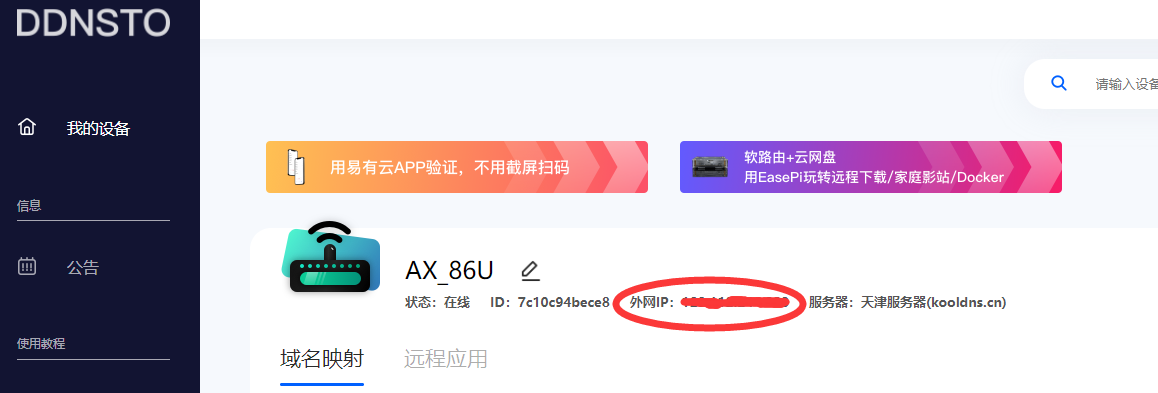 DDNSTO
我的设备
信息
公告
使用教程
请输入设备
用易有云APP验证，不用截屏扫码
软路由+云网盘
用EasePi玩转远程下载/家庭影站/Docker
AX_86U
状态：在线 ID：7c10c94bece8 外网IP： 服务器：天津服务器(kooldns.cn)
域名映射 远程应用